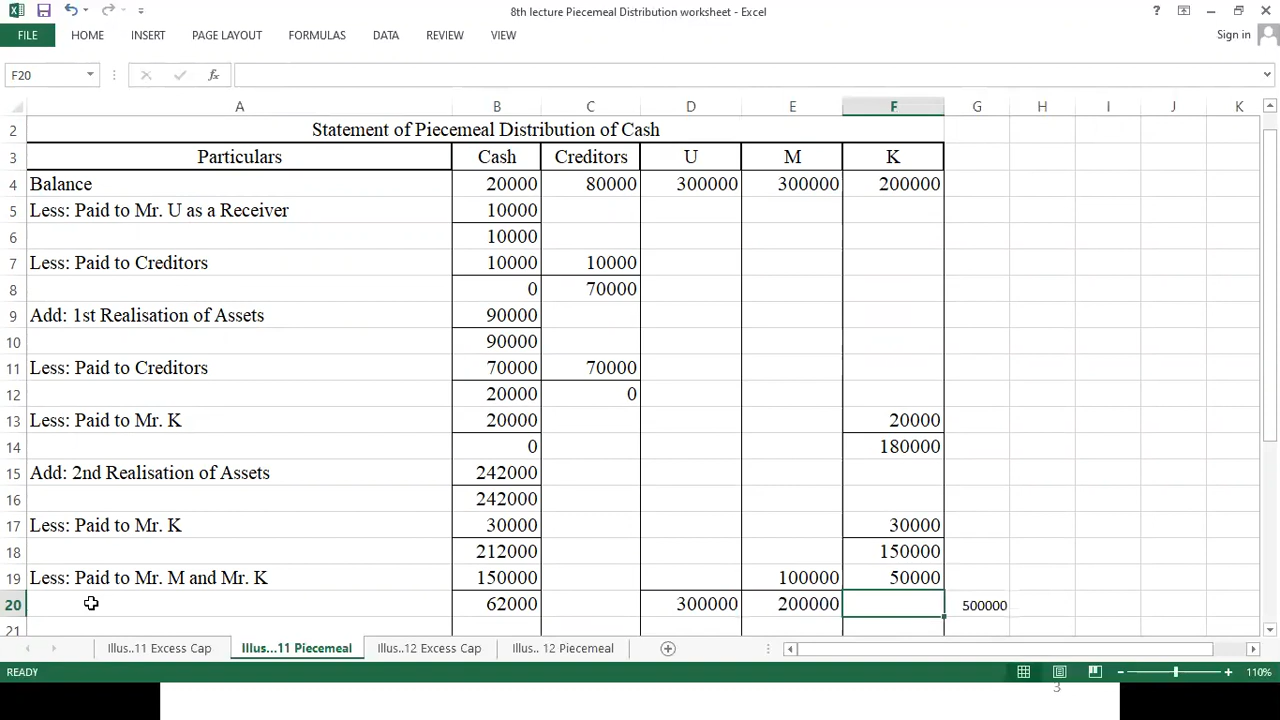 8th lecture Piecemeal Distribution worksheet - Excel
?
FILE HOME INSERT PAGE LAYOUT FORMULAS DATA REVIEW VIEW Sign in
F20 fx
A B C D E F G H I J K
2 Statement of Piecemeal Distribution of Cash
3 Particulars Cash Creditors U M K
4 Balance 20000 80000 300000 300000 200000
5 Less: Paid to Mr. U as a Receiver 10000
6 10000
7 Less: Paid to Creditors 10000 10000
8 0 70000
9 Add: 1st Realisation of Assets 90000
10 90000
11 Less: Paid to Creditors 70000 70000
12 20000 0
13 Less: Paid to Mr. K 20000 20000
14 0 180000
15 Add: 2nd Realisation of Assets 242000
16 242000
17 Less: Paid to Mr. K 30000 30000
18 212000 150000
19 Less: Paid to Mr. M and Mr. K 150000 100000 50000
20 62000 300000 200000 500000
21
Illus..11 Excess Cap Illus...11 Piecemeal Illus..12 Excess Cap Illus.. 12 Piecemeal
READY 110%
3